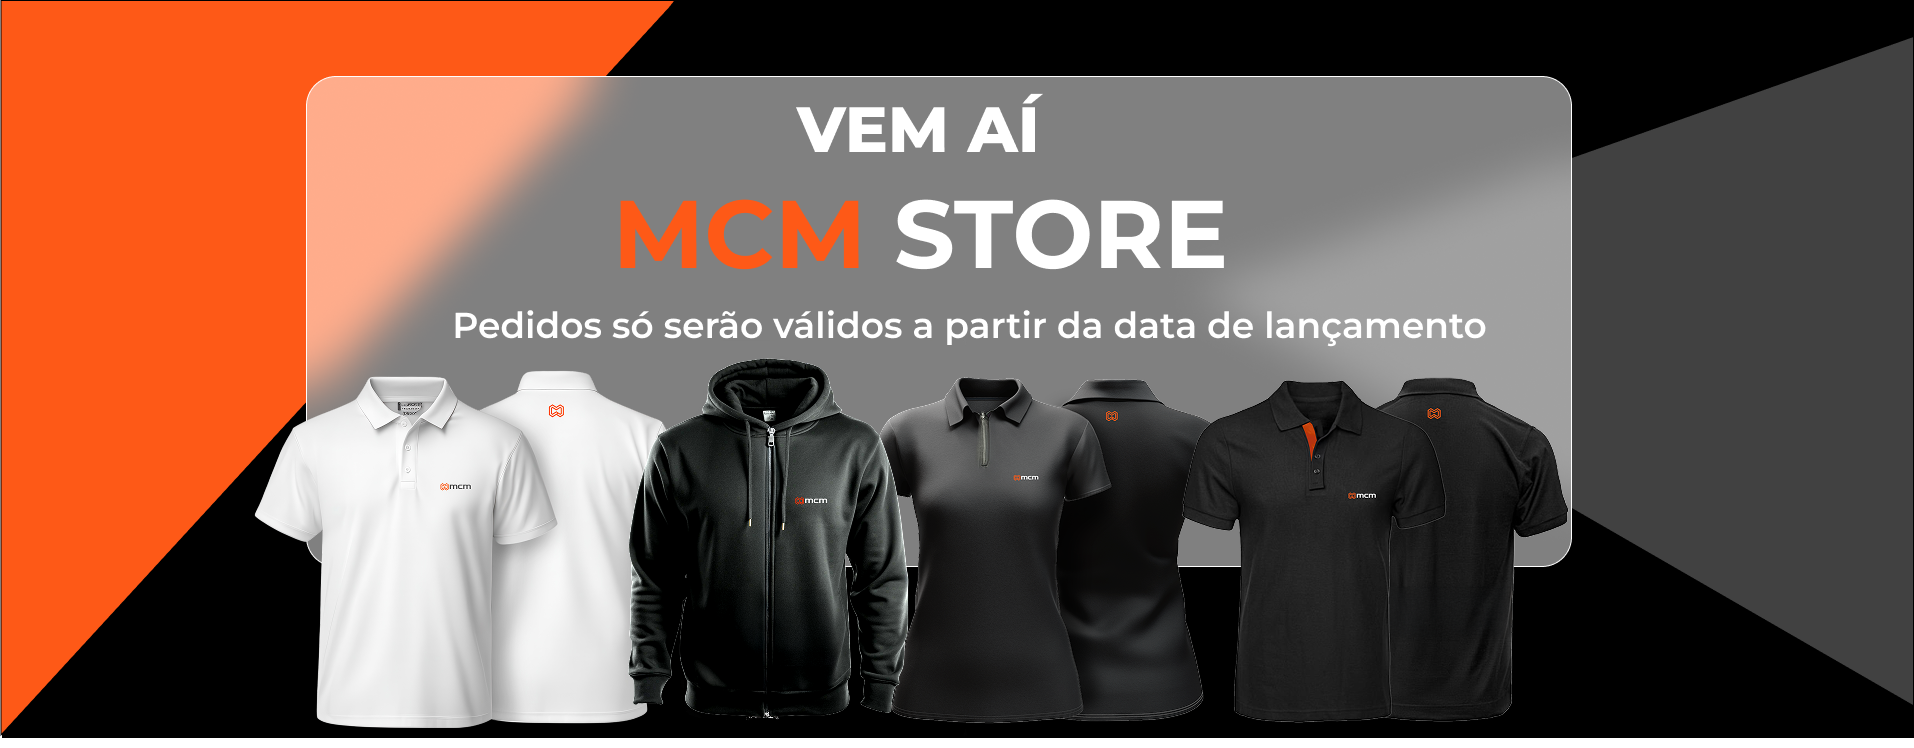 VEM AÍ
MCM STORE
Pedidos só serão válidos a partir da data de lançamento
mcm
mcm
mcm
mcm